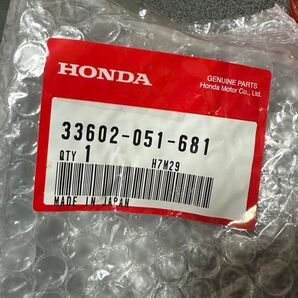 HONDA
GENUINE PARTS
Honda Motor Co., Ltd.
33602-051-681
QTY 1
H7M29
MADE IN JAPAN